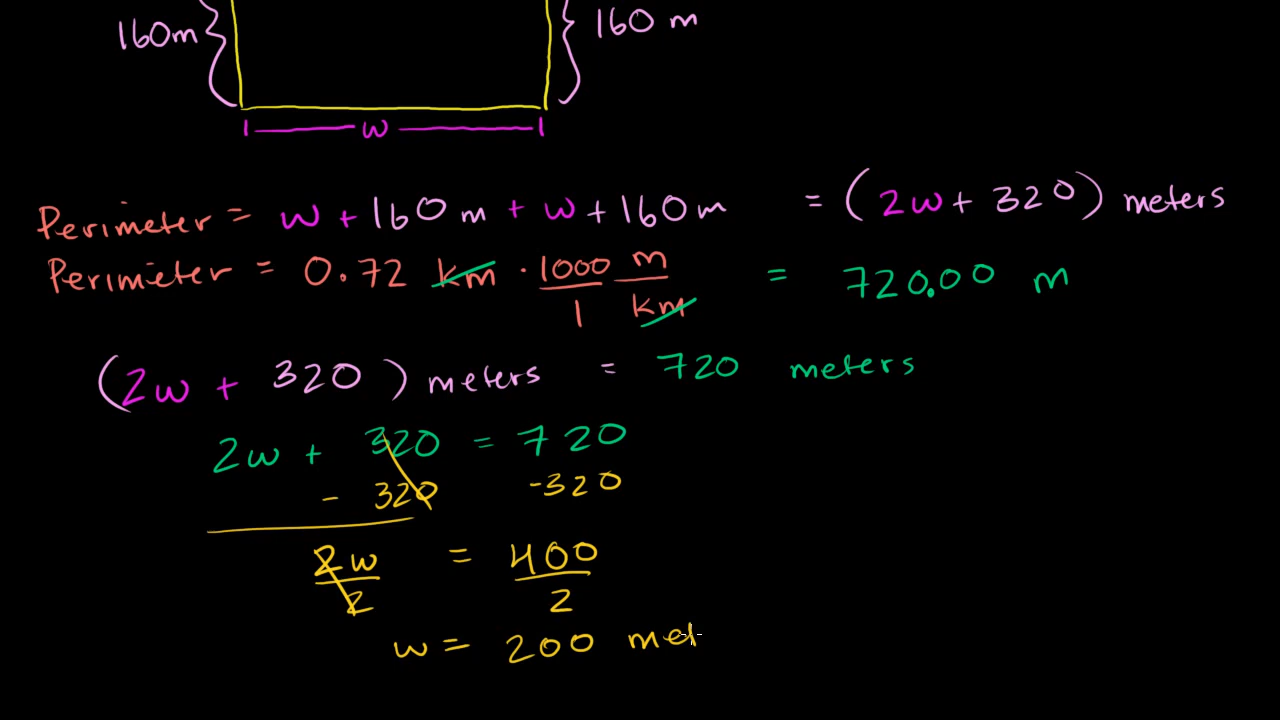 160m 160 m
w
Perimeter = w + 160 m + w + 160 m = (2w + 320) meters
Perimeter = 0.72 km · 1000/1 m/km = 720.00 m
(2w + 320) meters = 720 meters
2w + 320 = 720
- 320 -320
2w/2 = 400/2
w = 200 met